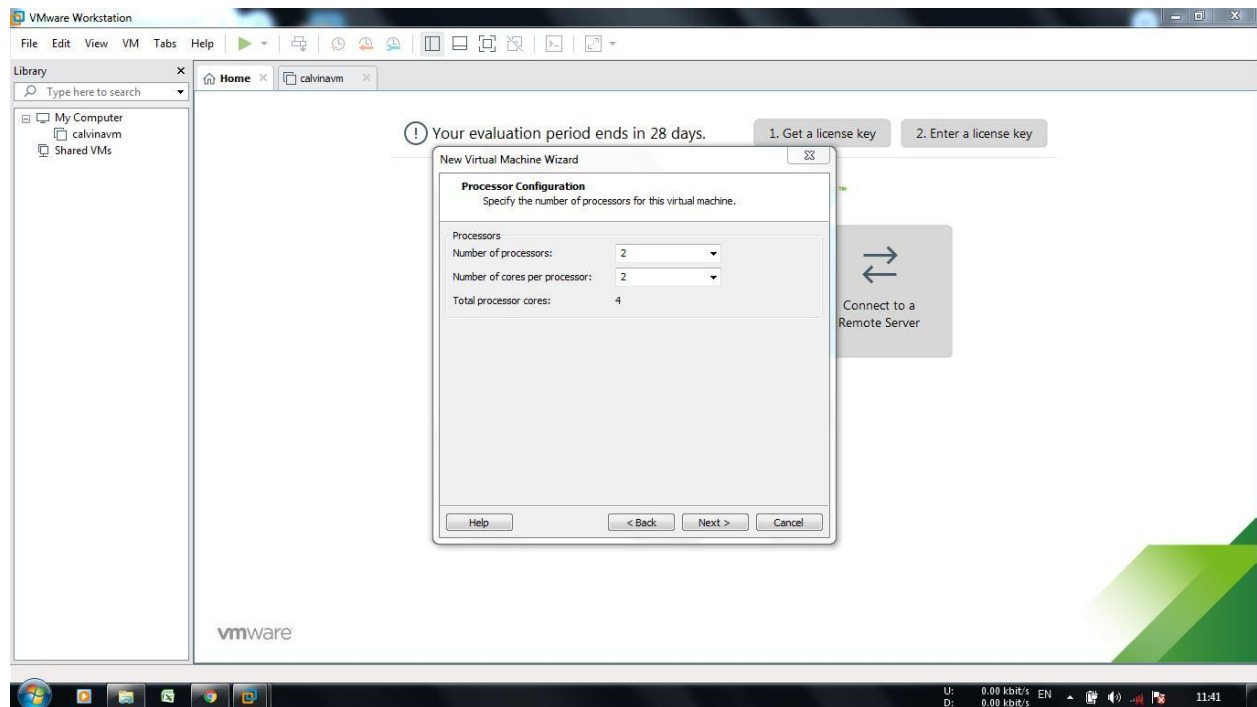 VMware Workstation
File Edit View VM Tabs Help
Library
Type here to search
My Computer
calvinavm
Shared VMs
Home
calvinavm
Your evaluation period ends in 28 days.
1. Get a license key
2. Enter a license key
New Virtual Machine Wizard
Processor Configuration
Specify the number of processors for this virtual machine.
Processors
Number of processors: 2
Number of cores per processor: 2
Total processor cores: 4
Help
< Back
Next >
Cancel
™
Connect to a
Remote Server
vmware
U: 0.00 kbit/s
D: 0.00 kbit/s
EN
11:41